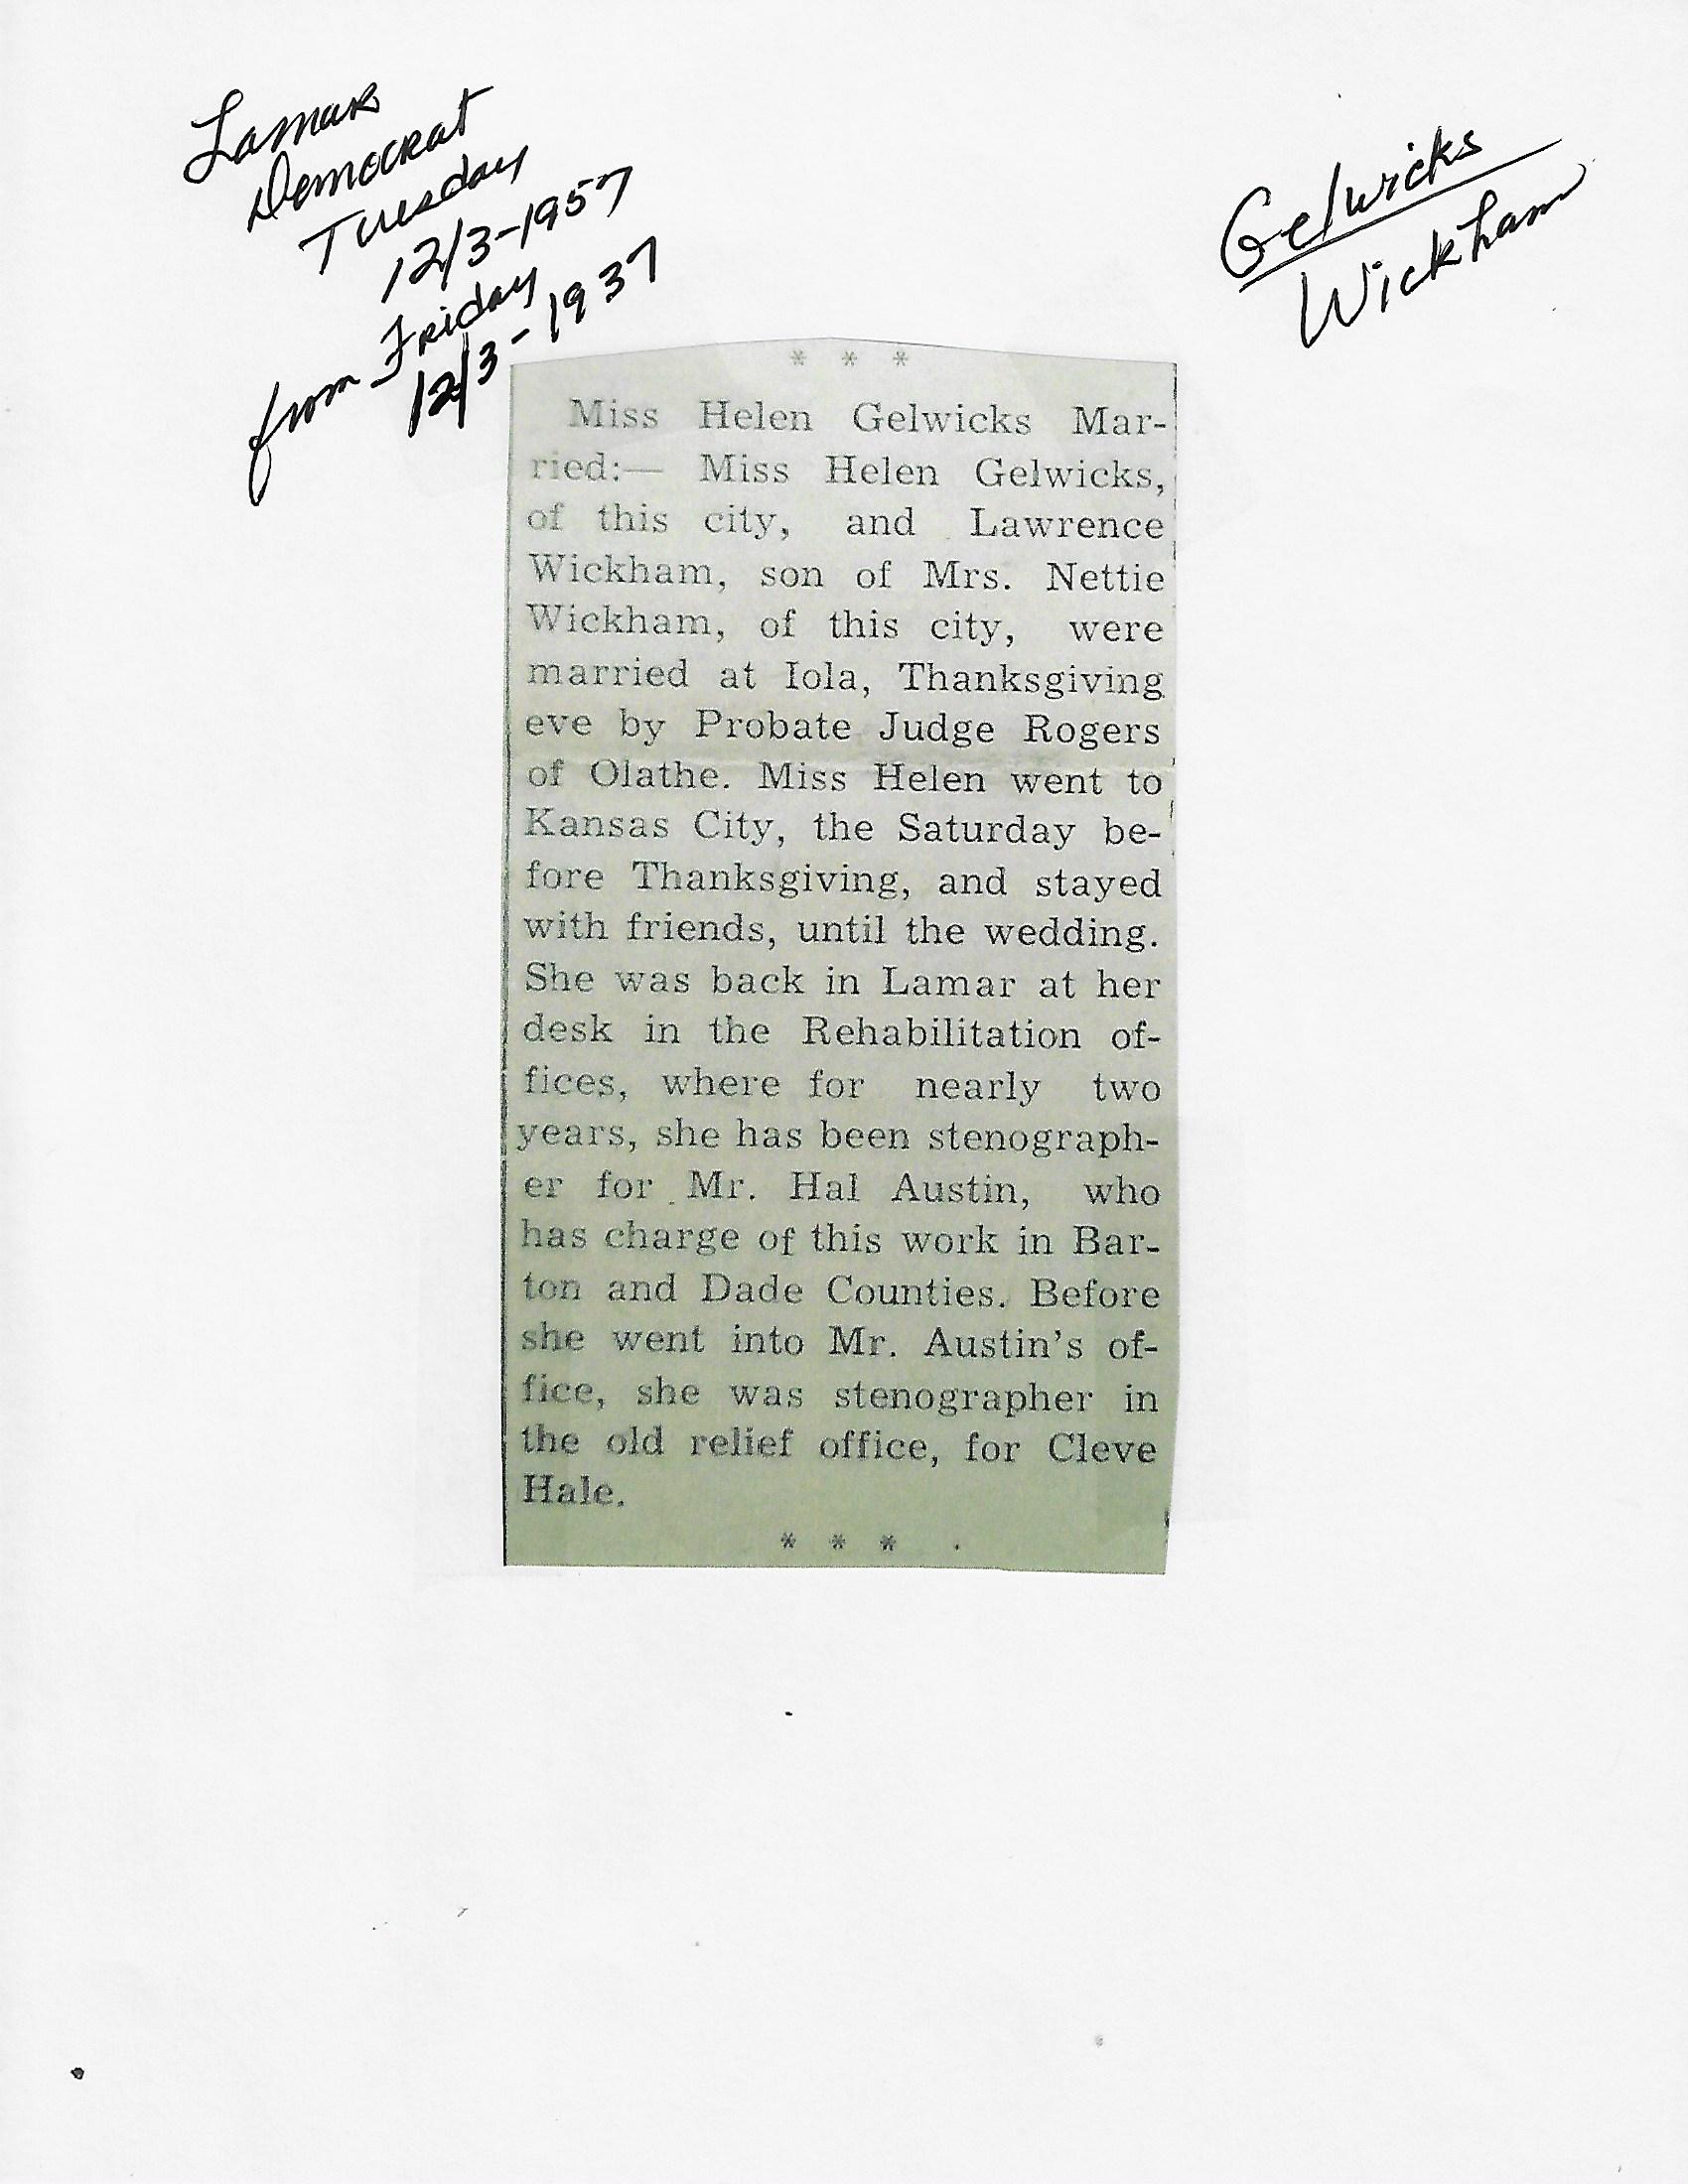 Lamar
Democrat
Tuesday
12/3-1957
from Friday
12/3-1937
Gelwicks
Wickham
* * *
Miss Helen Gelwicks Mar-
ried:— Miss Helen Gelwicks,
of this city, and Lawrence
Wickham, son of Mrs. Nettie
Wickham, of this city, were
married at Iola, Thanksgiving
eve by Probate Judge Rogers
of Olathe. Miss Helen went to
Kansas City, the Saturday be-
fore Thanksgiving, and stayed
with friends, until the wedding.
She was back in Lamar at her
desk in the Rehabilitation of-
fices, where for nearly two
years, she has been stenograph-
er for Mr. Hal Austin, who
has charge of this work in Bar-
ton and Dade Counties. Before
she went into Mr. Austin's of-
fice, she was stenographer in
the old relief office, for Cleve
Hale.
* * *